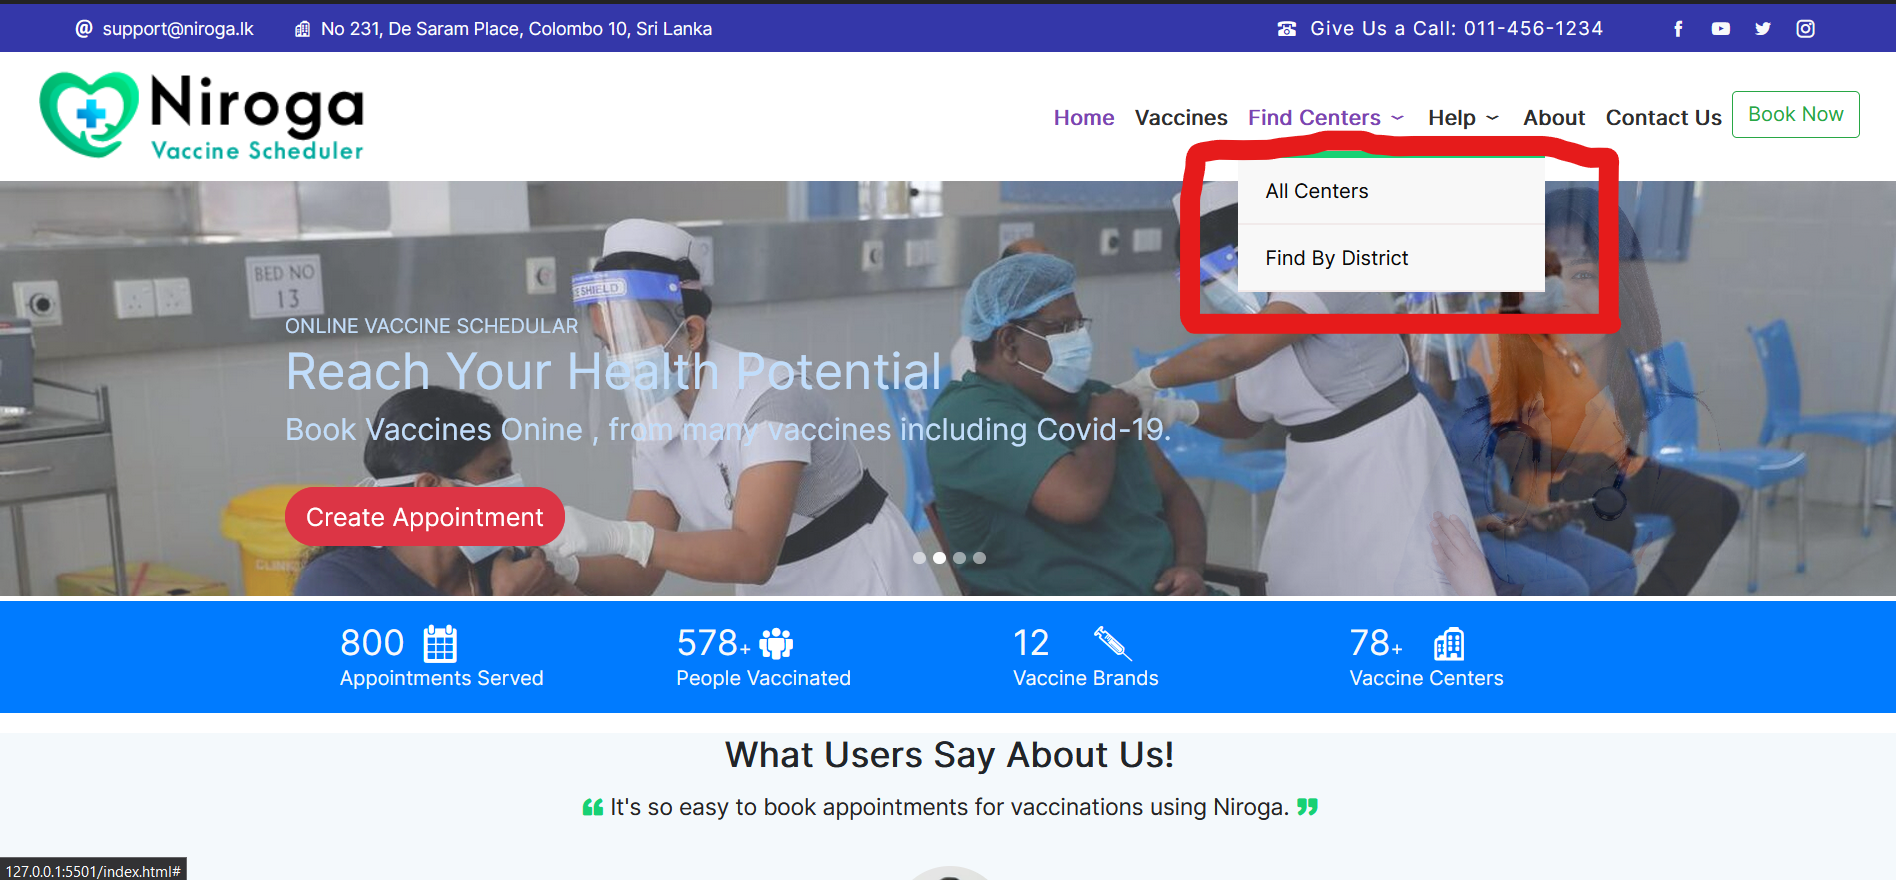 support@niroga.lk
No 231, De Saram Place, Colombo 10, Sri Lanka
Give Us a Call: 011-456-1234
Niroga
Vaccine Scheduler
Home
Vaccines
Find Centers
Help
About
Contact Us
Book Now
All Centers
Find By District
BED NO
13
E SHIELD
ONLINE VACCINE SCHEDULAR
Reach Your Health Potential
Book Vaccines Onine , from many vaccines including Covid-19.
Create Appointment
CLINIC
800
Appointments Served
578+
People Vaccinated
12
Vaccine Brands
78+
Vaccine Centers
What Users Say About Us!
❝ It's so easy to book appointments for vaccinations using Niroga. ❞
127.0.0.1:5501/index.html#